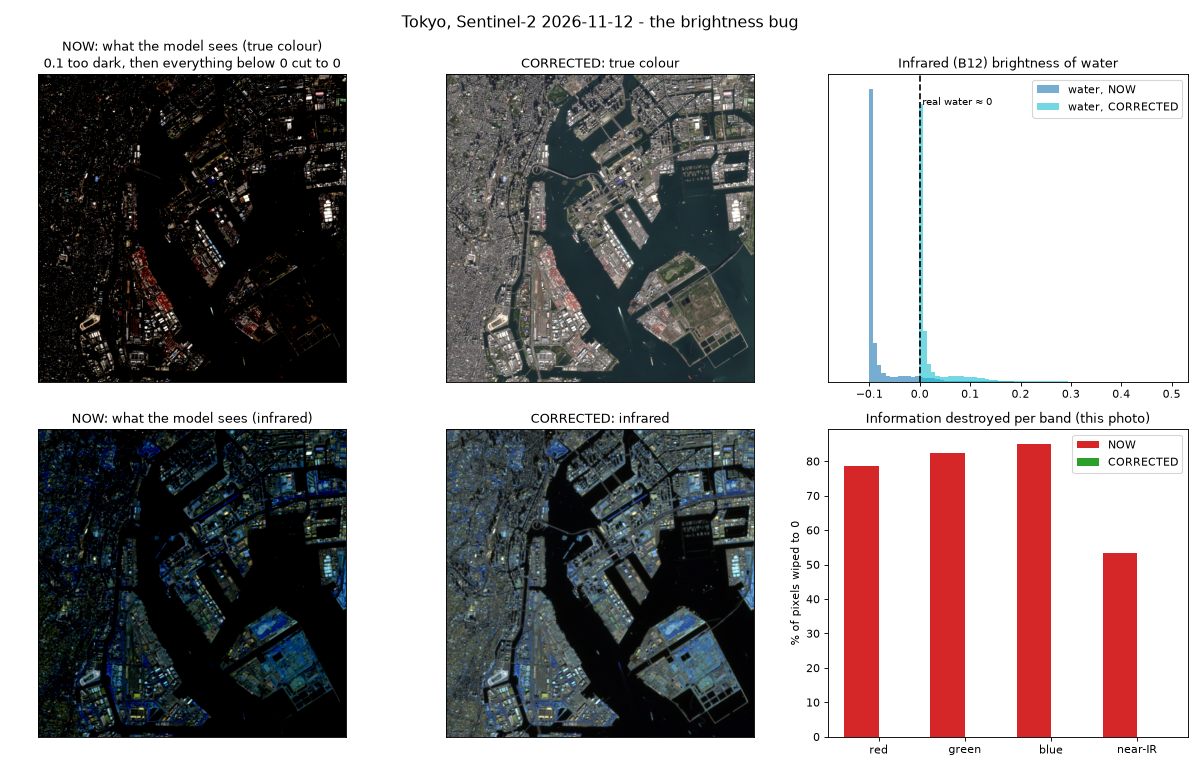 Tokyo, Sentinel-2 2026-11-12 - the brightness bug
NOW: what the model sees (true colour)
0.1 too dark, then everything below 0 cut to 0
CORRECTED: true colour
Infrared (B12) brightness of water
water, NOW
water, CORRECTED
real water ≈ 0
−0.1 0.0 0.1 0.2 0.3 0.4 0.5
NOW: what the model sees (infrared)
CORRECTED: infrared
Information destroyed per band (this photo)
NOW
CORRECTED
% of pixels wiped to 0
80
70
60
50
40
30
20
10
0
red green blue near-IR